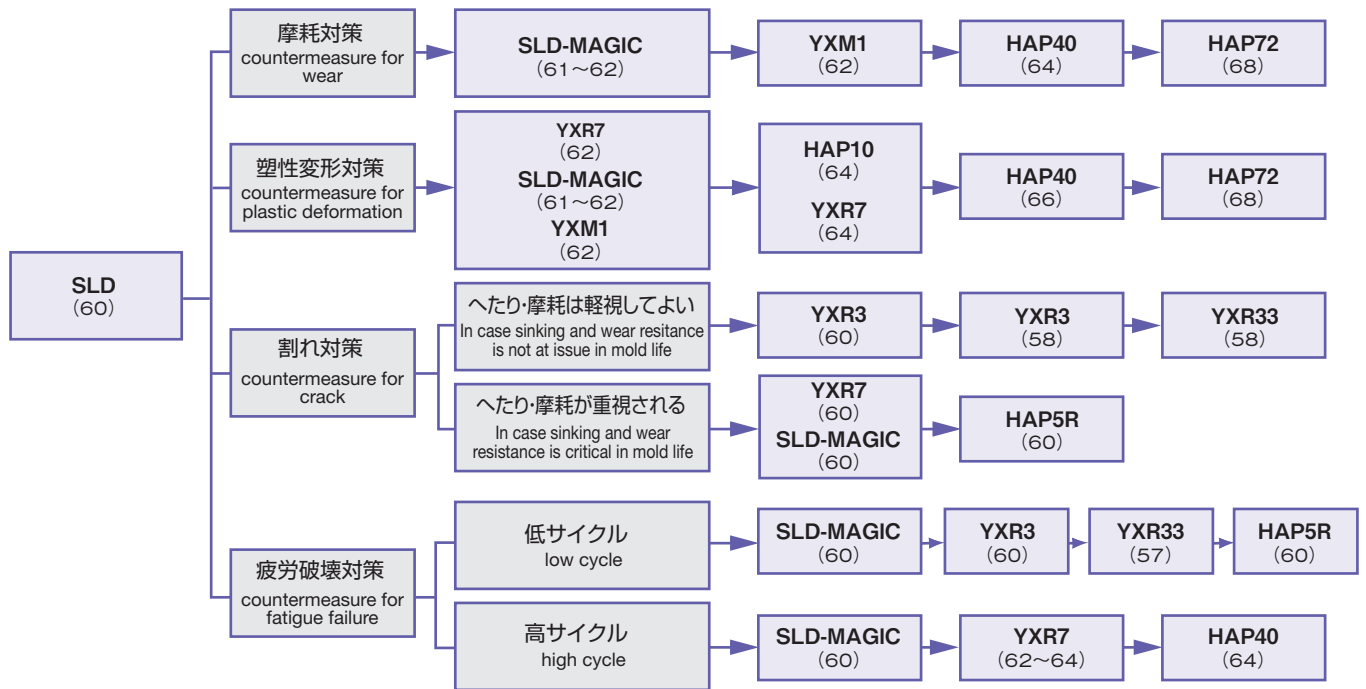 摩耗対策
countermeasure for
wear
SLD-MAGIC
(61～62)
YXM1
(62)
HAP40
(64)
HAP72
(68)
塑性変形対策
countermeasure for
plastic deformation
YXR7
(62)
SLD-MAGIC
(61～62)
YXM1
(62)
HAP10
(64)
YXR7
(64)
HAP40
(66)
HAP72
(68)
SLD
(60)
割れ対策
countermeasure for
crack
へたり・摩耗は軽視してよい
In case sinking and wear resitance
is not at issue in mold life
YXR3
(60)
YXR3
(58)
YXR33
(58)
へたり・摩耗が重視される
In case sinking and wear
resistance is critical in mold life
YXR7
(60)
SLD-MAGIC
(60)
HAP5R
(60)
疲労破壊対策
countermeasure for
fatigue failure
低サイクル
low cycle
SLD-MAGIC
(60)
YXR3
(60)
YXR33
(57)
HAP5R
(60)
高サイクル
high cycle
SLD-MAGIC
(60)
YXR7
(62～64)
HAP40
(64)